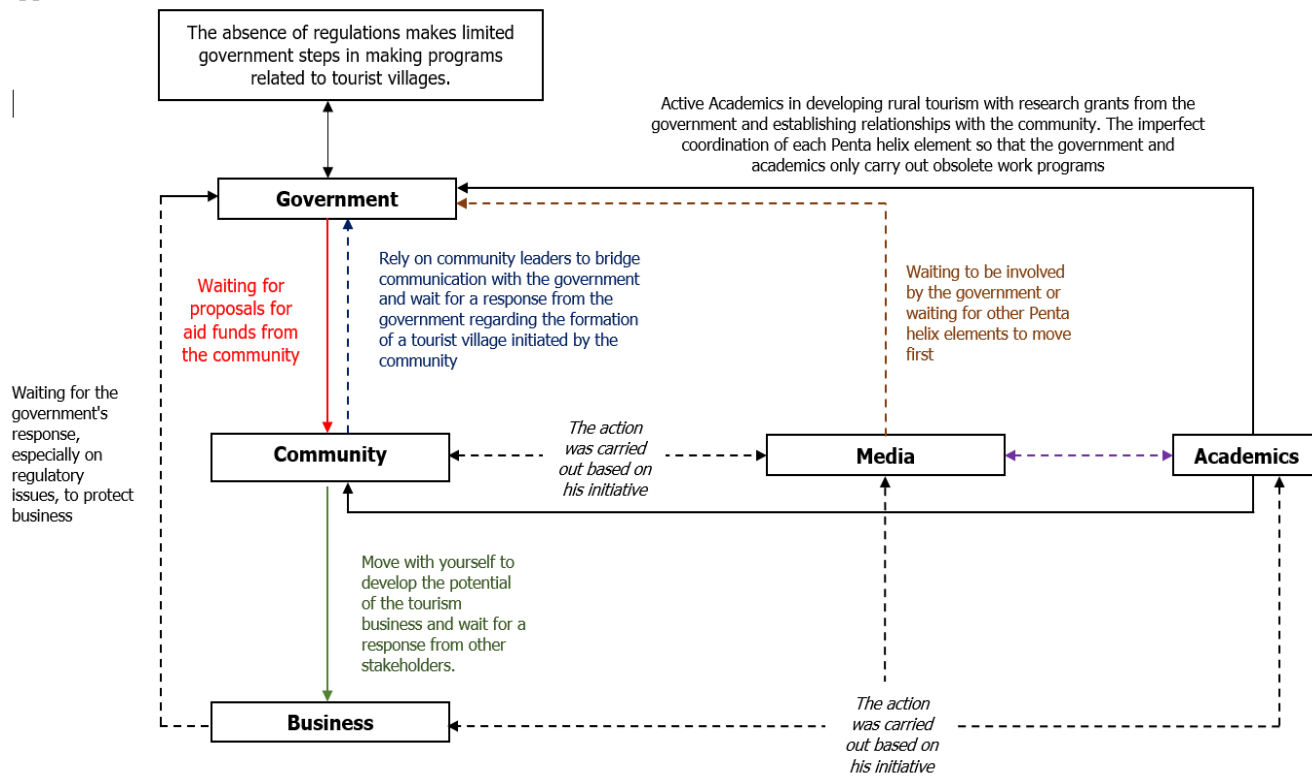 The absence of regulations makes limited
government steps in making programs
related to tourist villages.
Active Academics in developing rural tourism with research grants from the
government and establishing relationships with the community. The imperfect
coordination of each Penta helix element so that the government and
academics only carry out obsolete work programs
Government
Waiting for
proposals for
aid funds from
the community
Rely on community leaders to bridge
communication with the government
and wait for a response from the
government regarding the formation
of a tourist village initiated by the
community
Waiting to be involved
by the government or
waiting for other Penta
helix elements to move
first
Waiting for the
government's
response,
especially on
regulatory
issues, to protect
business
Community
The action
was carried
out based on
his initiative
Media
Academics
Move with yourself to
develop the potential
of the tourism
business and wait for a
response from other
stakeholders.
Business
The action
was carried
out based on
his initiative